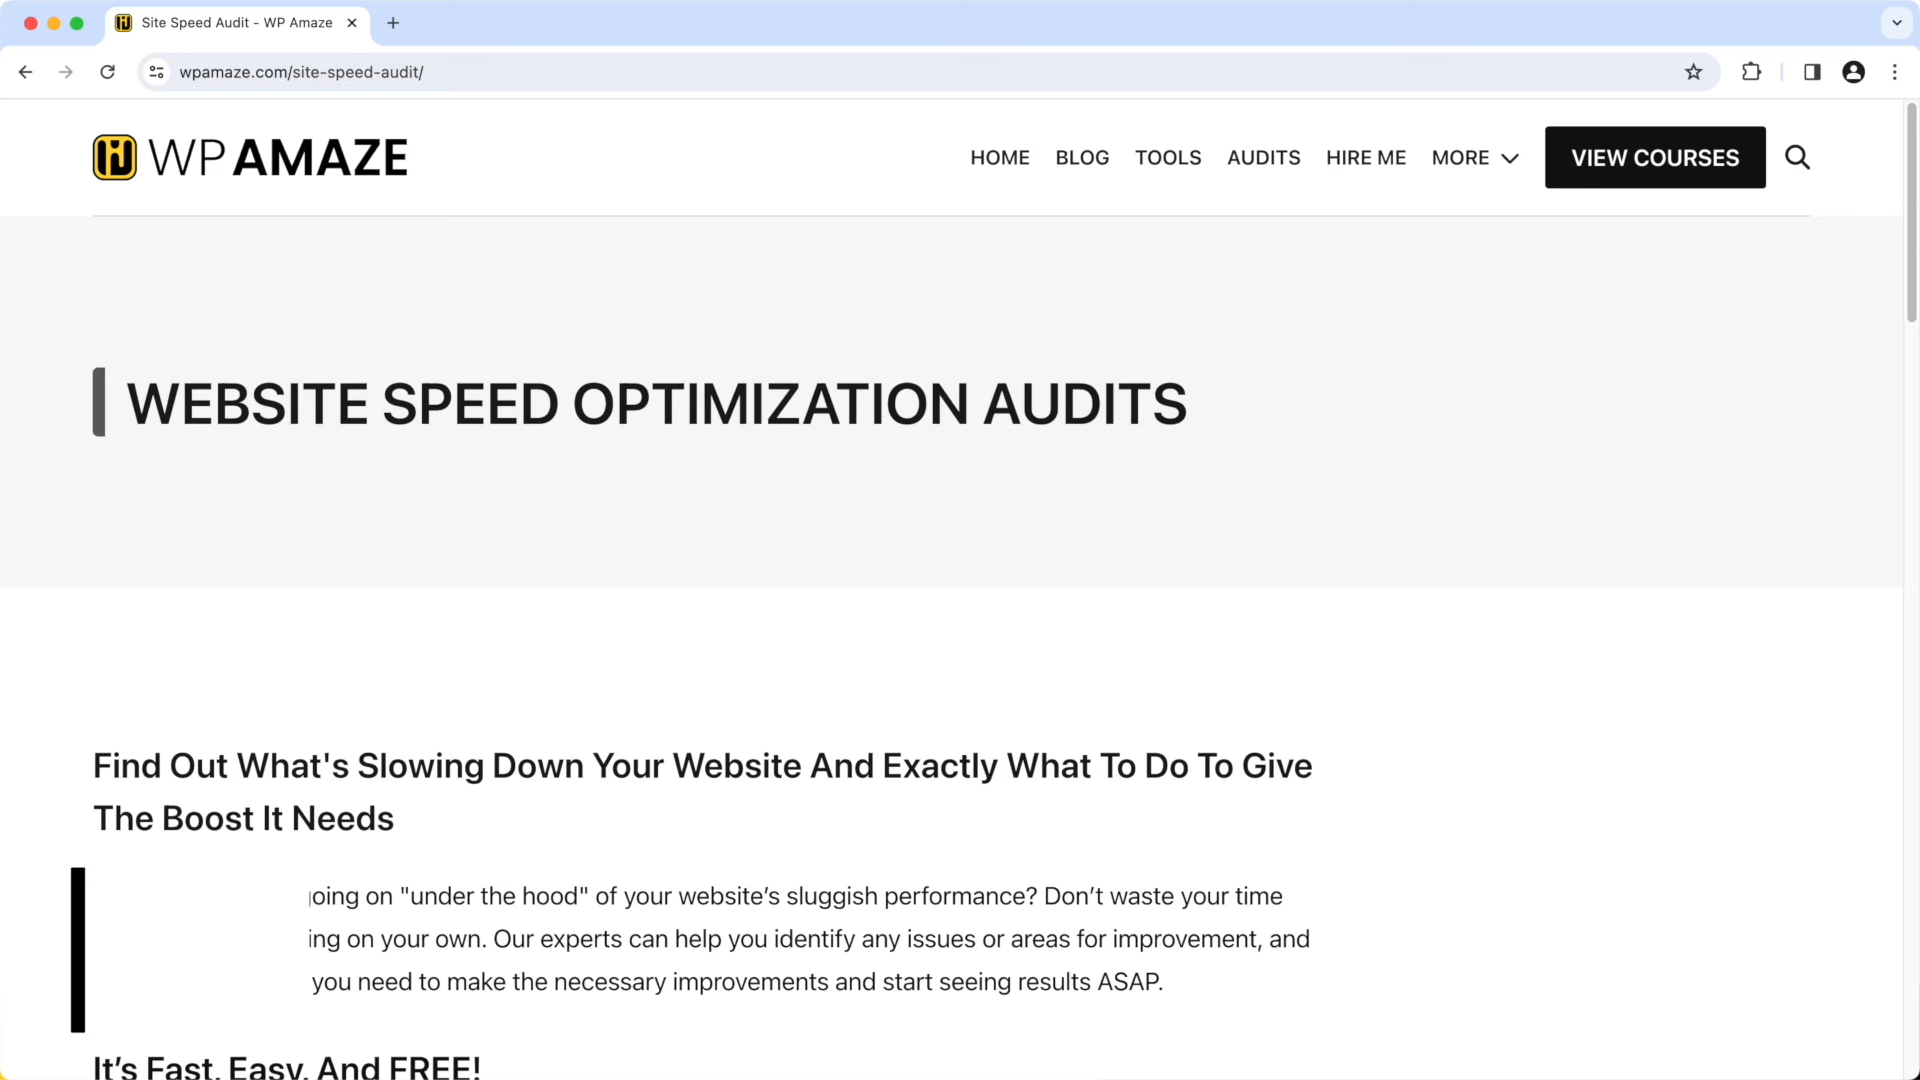 Site Speed Audit - WP Amaze
wpamaze.com/site-speed-audit/
WP AMAZE
HOME BLOG TOOLS AUDITS HIRE ME MORE VIEW COURSES
WEBSITE SPEED OPTIMIZATION AUDITS
Find Out What's Slowing Down Your Website And Exactly What To Do To Give
The Boost It Needs
on "under the hood" of your website’s sluggish performance? Don’t waste your time
on your own. Our experts can help you identify any issues or areas for improvement, and
you need to make the necessary improvements and start seeing results ASAP.
It’s Fast, Easy, And FREE!